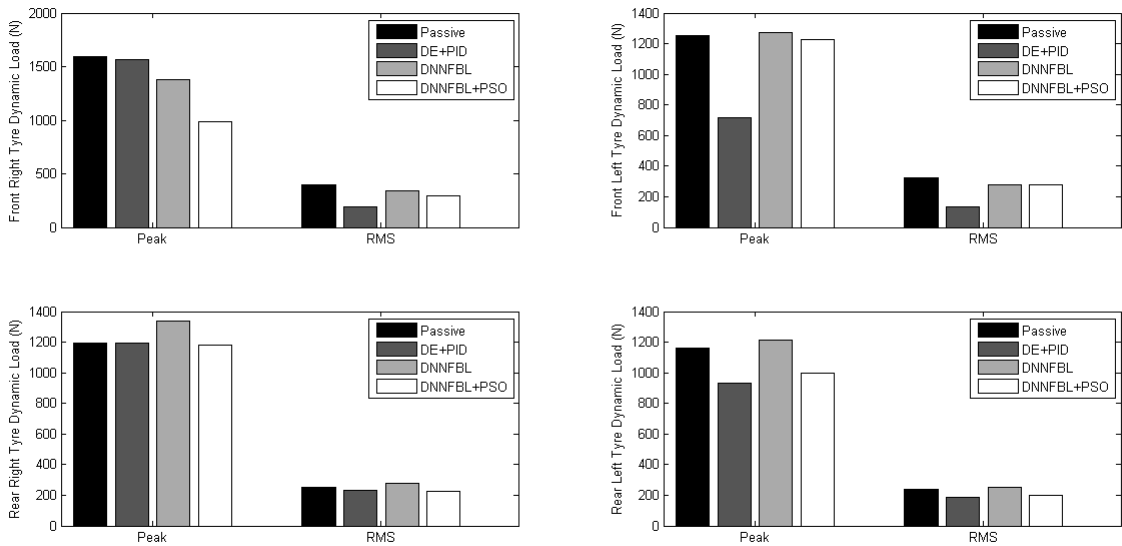 Front Right Tyre Dynamic Load (N)
2000
1500
1000
500
0
Peak
RMS
Passive
DE+PID
DNNFBL
DNNFBL+PSO
Front Left Tyre Dynamic Load (N)
1400
1200
1000
800
600
400
200
0
Peak
RMS
Passive
DE+PID
DNNFBL
DNNFBL+PSO
Rear Right Tyre Dynamic Load (N)
1400
1200
1000
800
600
400
200
0
Peak
RMS
Passive
DE+PID
DNNFBL
DNNFBL+PSO
Rear Left Tyre Dynamic Load (N)
1400
1200
1000
800
600
400
200
0
Peak
RMS
Passive
DE+PID
DNNFBL
DNNFBL+PSO